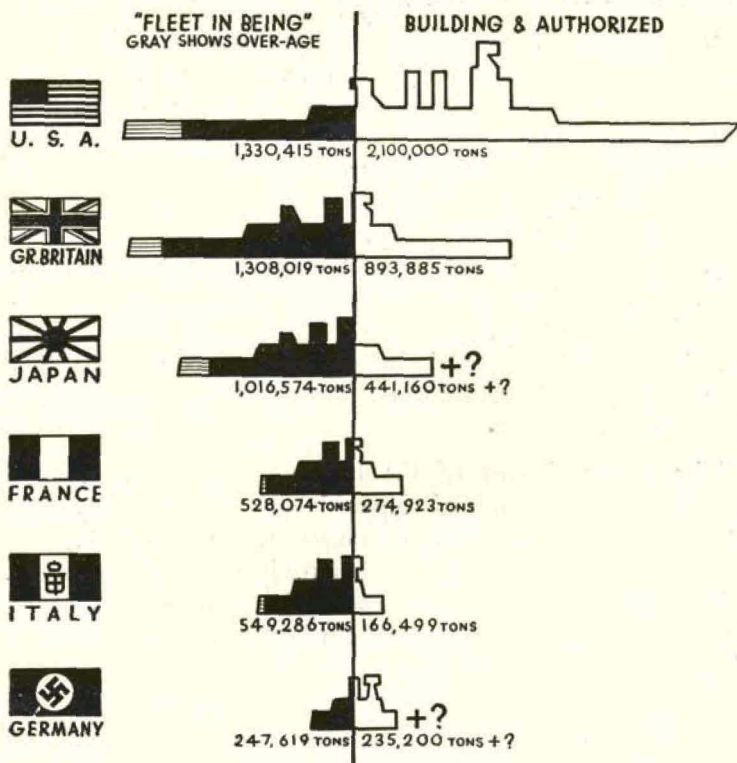 "FLEET IN BEING"
GRAY SHOWS OVER-AGE
BUILDING & AUTHORIZED
U. S. A.
1,330,415 TONS 2,100,000 TONS
GR. BRITAIN
1,308,019 TONS 893,885 TONS
JAPAN
+?
1,016,574 TONS 441,160 TONS +?
FRANCE
528,074 TONS 274,923 TONS
ITALY
549,286 TONS 166,499 TONS
GERMANY
+?
247,619 TONS 235,200 TONS +?